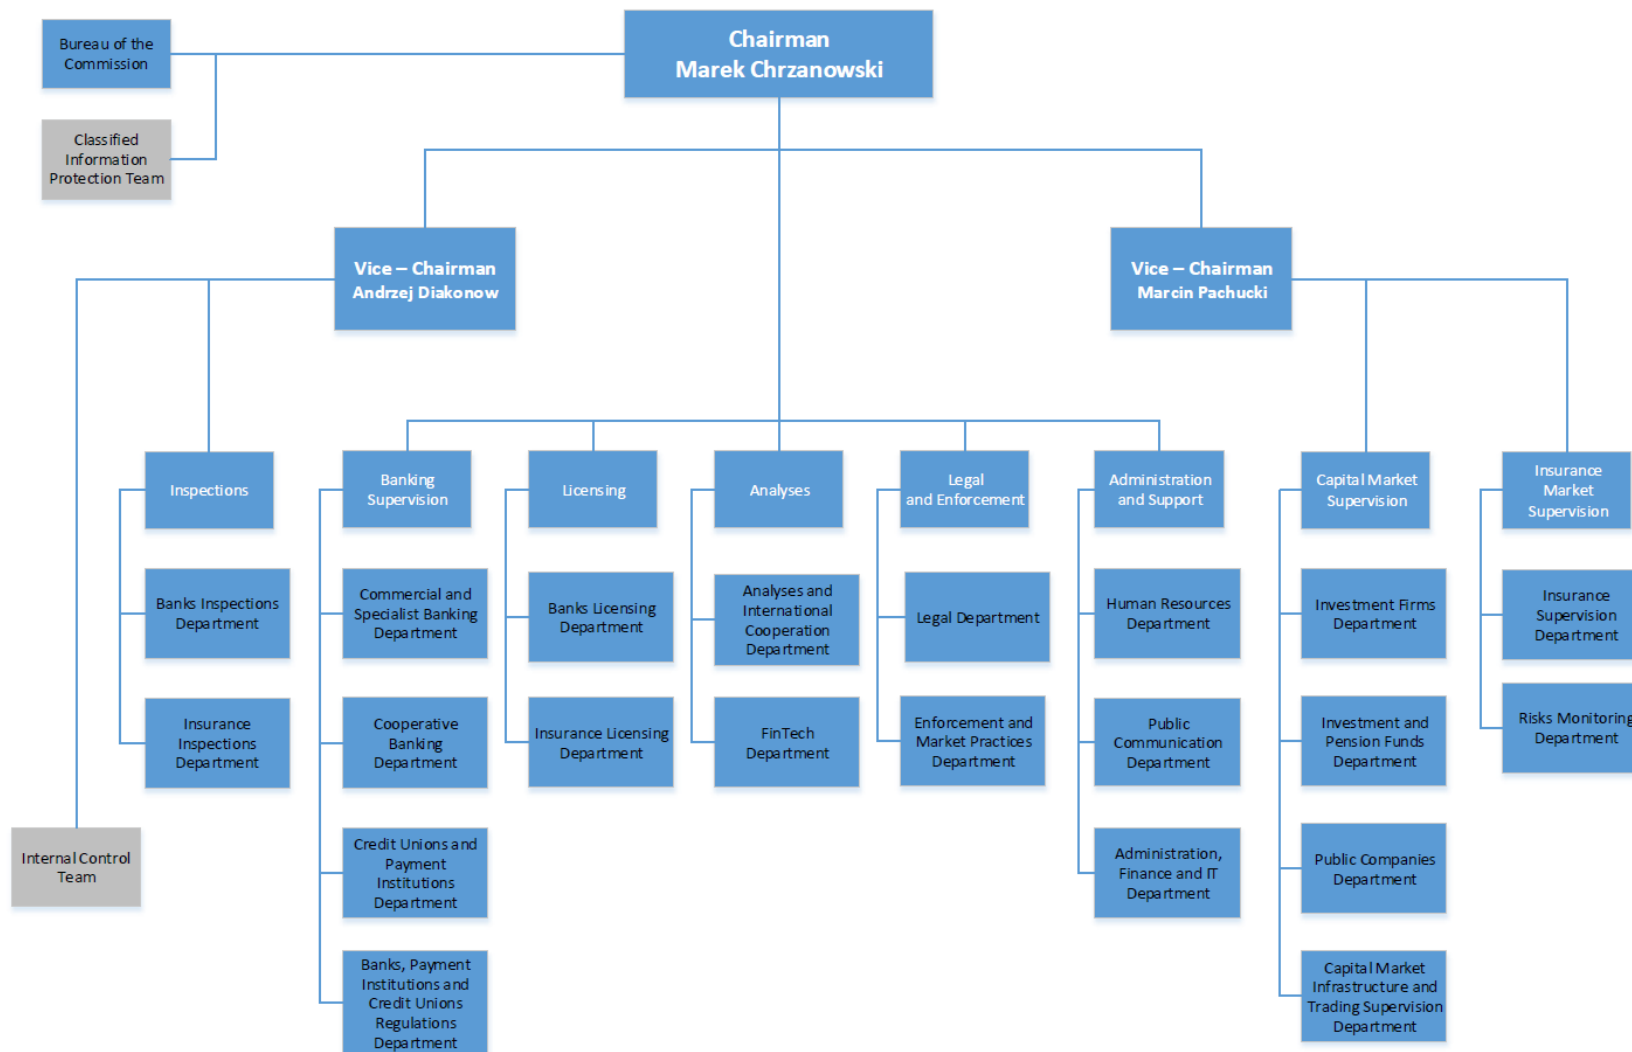 Bureau of the
Commission
Chairman
Marek Chrzanowski
Classified
Information
Protection Team
Vice – Chairman
Andrzej Diakonow
Vice – Chairman
Marcin Pachucki
Inspections
Banking
Supervision
Licensing
Analyses
Legal
and Enforcement
Administration
and Support
Capital Market
Supervision
Insurance
Market
Supervision
Banks Inspections
Department
Commercial and
Specialist Banking
Department
Banks Licensing
Department
Analyses and
International
Cooperation
Department
Legal Department
Human Resources
Department
Investment Firms
Department
Insurance
Supervision
Department
Insurance
Inspections
Department
Cooperative
Banking
Department
Insurance Licensing
Department
FinTech
Department
Enforcement and
Market Practices
Department
Public
Communication
Department
Investment and
Pension Funds
Department
Risks Monitoring
Department
Internal Control
Team
Credit Unions and
Payment
Institutions
Department
Administration,
Finance and IT
Department
Public Companies
Department
Banks, Payment
Institutions and
Credit Unions
Regulations
Department
Capital Market
Infrastructure and
Trading Supervision
Department